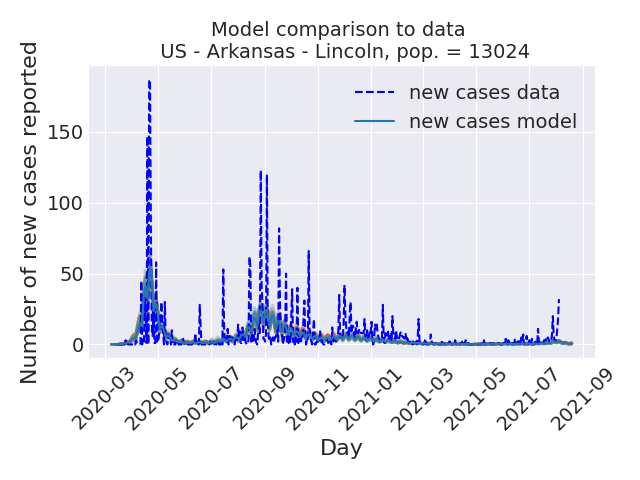 Model comparison to data
US - Arkansas - Lincoln, pop. = 13024
Number of new cases reported
150
100
50
0
new cases data
new cases model
2020-03
2020-05
2020-07
2020-09
2020-11
2021-01
2021-03
2021-05
2021-07
2021-09
Day